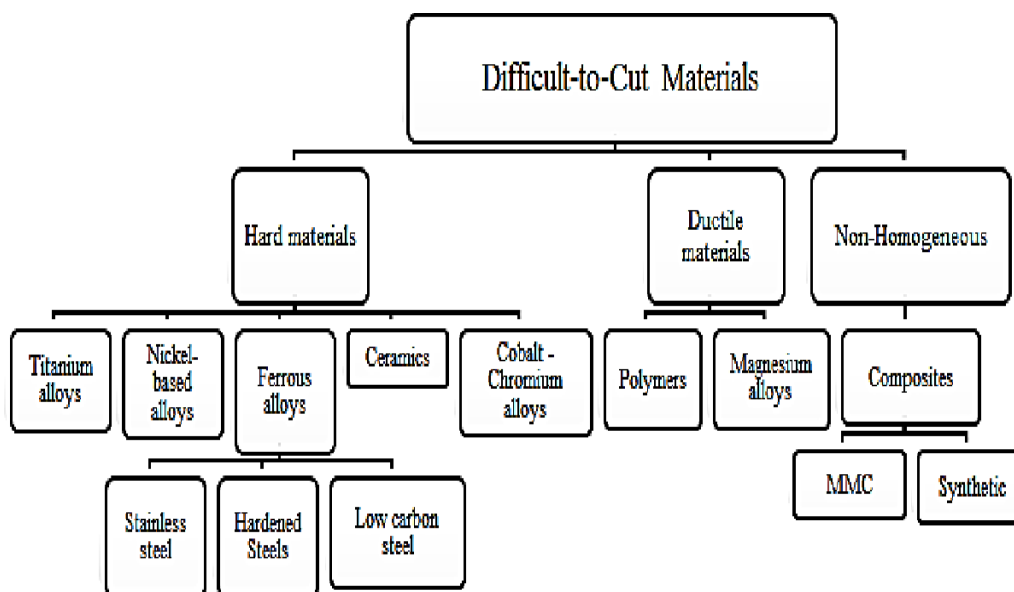 Difficult-to-Cut Materials
Hard materials
Ductile
materials
Non-Homogeneous
Titanium
alloys
Nickel-
based
alloys
Ferrous
alloys
Ceramics
Cobalt -
Chromium
alloys
Polymers
Magnesium
alloys
Composites
Stainless
steel
Hardened
Steels
Low carbon
steel
MMC
Synthetic